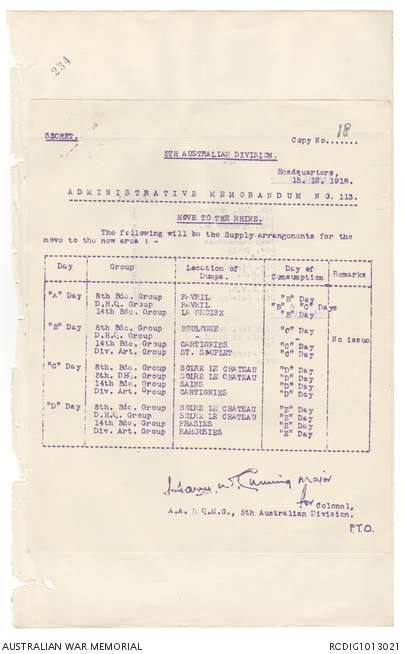 234
SECRET.
Copy No. 18
5TH AUSTRALIAN DIVISION.
Headquarters,
15. 12. 1918.
ADMINISTRATIVE MEMORANDUM NO. 113.
MOVE TO THE RHINE.
The following will be the Supply arrangements for the
move to the new area : -
Day Group Location of Dumps. Day of Consumption Remarks
"A" Day 8th Bde. Group FAVRIL "B" Day
D.H.Q. Group FAVRIL "B" & "C" Days
14th Bde. Group LA GROISE "B" Day
"B" Day 8th Bde. Group BOULOGNE "C" Day
D.H.Q. Group - - No issue.
14th Bde. Group CARTIGNIES "C" Day
Div. Art. Group ST. SOUPLET "C" Day
"C" Day 8th. Bde. Group SOIRE LE CHATEAU "D" Day
5th. D.H.Q. Group SOIRE LE CHATEAU "D" Day
14th Bde. Group SAINS "D" Day
Div. Art. Group CARTIGNIES "D" Day
"D" Day 8th. Bde. Group SOIRE LE CHATEAU "E" Day
D.H.Q. Group SOIRE LE CHATEAU "E" Day
14th Bde. Group PRASIES "E" Day
Div. Art. Group RAMOUSIES "E" Day
Major
for Colonel,
A.A. & Q.M.G., 5th Australian Division.
P.T.O.
AUSTRALIAN WAR MEMORIAL
RCDIG1013021